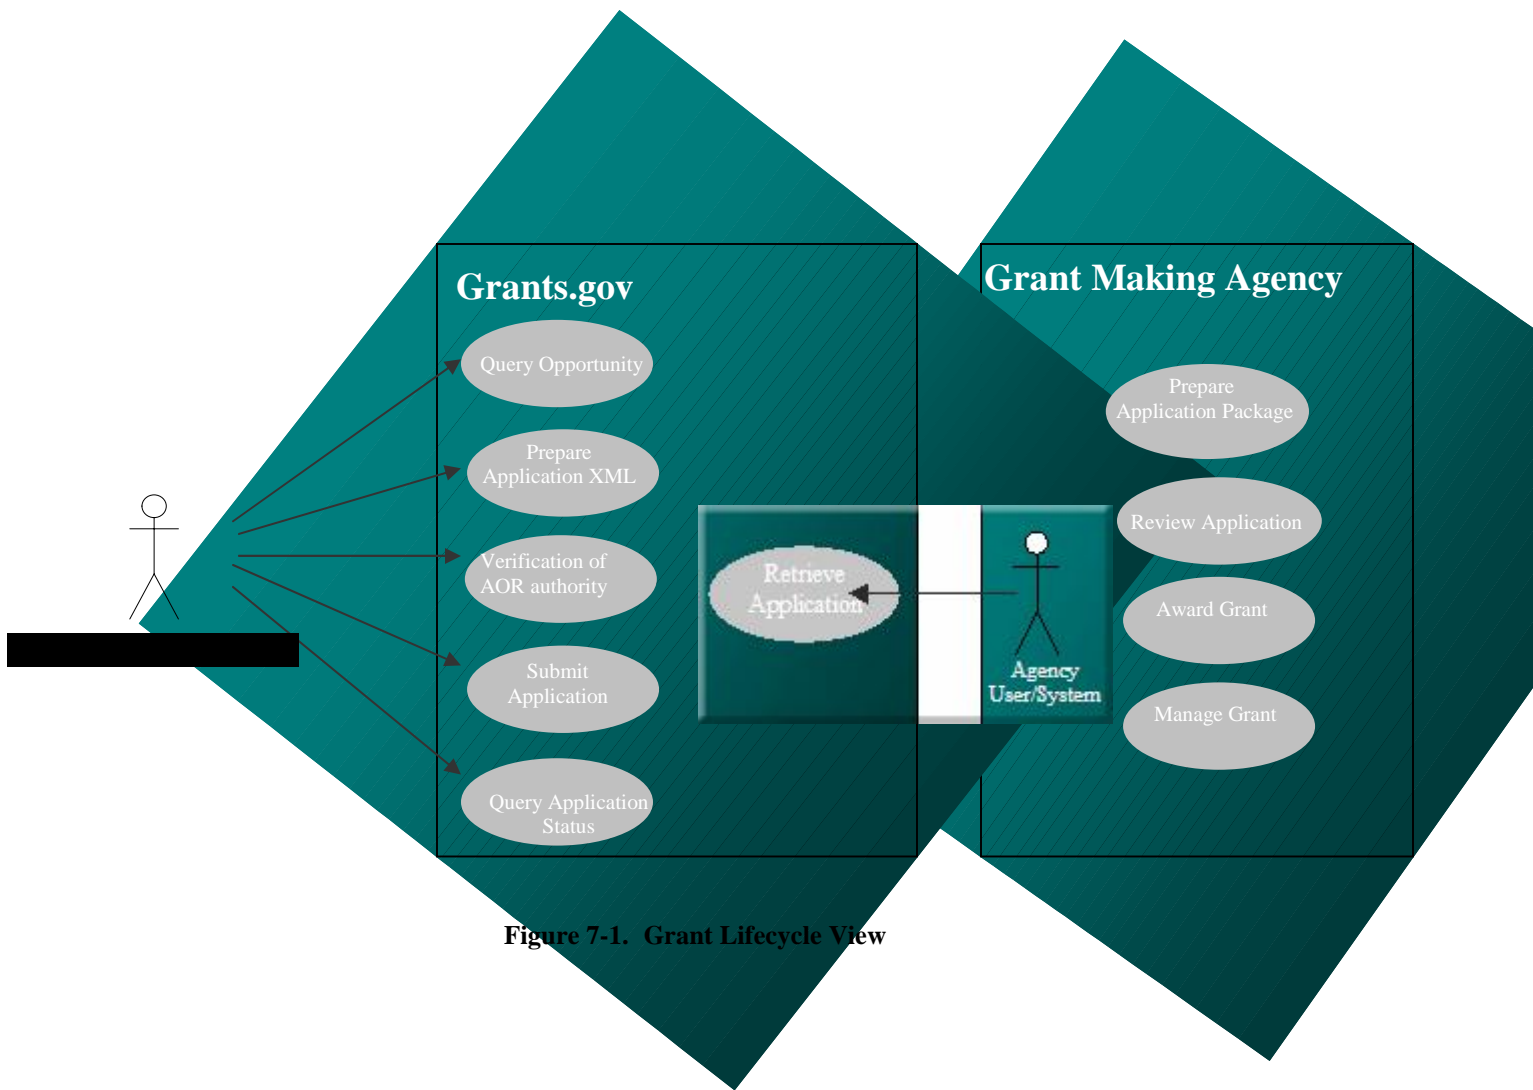 Grants.gov
Query Opportunity
Prepare
Application XML
Verification of
AOR authority
Submit
Application
Query Application
Status
Retrieve
Application
Agency
User/System
Grant Making Agency
Prepare
Application Package
Review Application
Award Grant
Manage Grant
Figure 7-1. Grant Lifecycle View